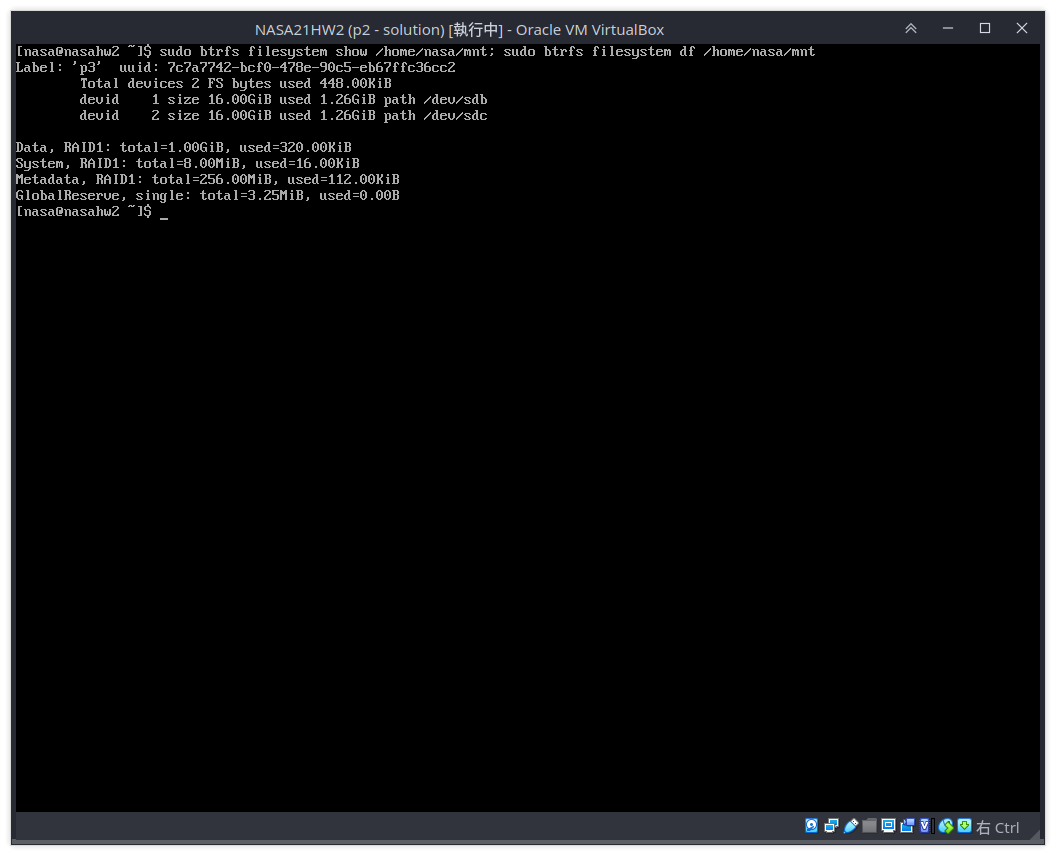 NASA21HW2 (p2 - solution) [執行中] - Oracle VM VirtualBox
[nasa@nasahw2 ~]$ sudo btrfs filesystem show /home/nasa/mnt; sudo btrfs filesystem df /home/nasa/mnt
Label: 'p3'  uuid: 7c7a7742-bcf0-478e-90c5-eb67ffc36cc2
        Total devices 2 FS bytes used 448.00KiB
        devid    1 size 16.00GiB used 1.26GiB path /dev/sdb
        devid    2 size 16.00GiB used 1.26GiB path /dev/sdc
Data, RAID1: total=1.00GiB, used=320.00KiB
System, RAID1: total=8.00MiB, used=16.00KiB
Metadata, RAID1: total=256.00MiB, used=112.00KiB
GlobalReserve, single: total=3.25MiB, used=0.00B
[nasa@nasahw2 ~]$ _
右 Ctrl